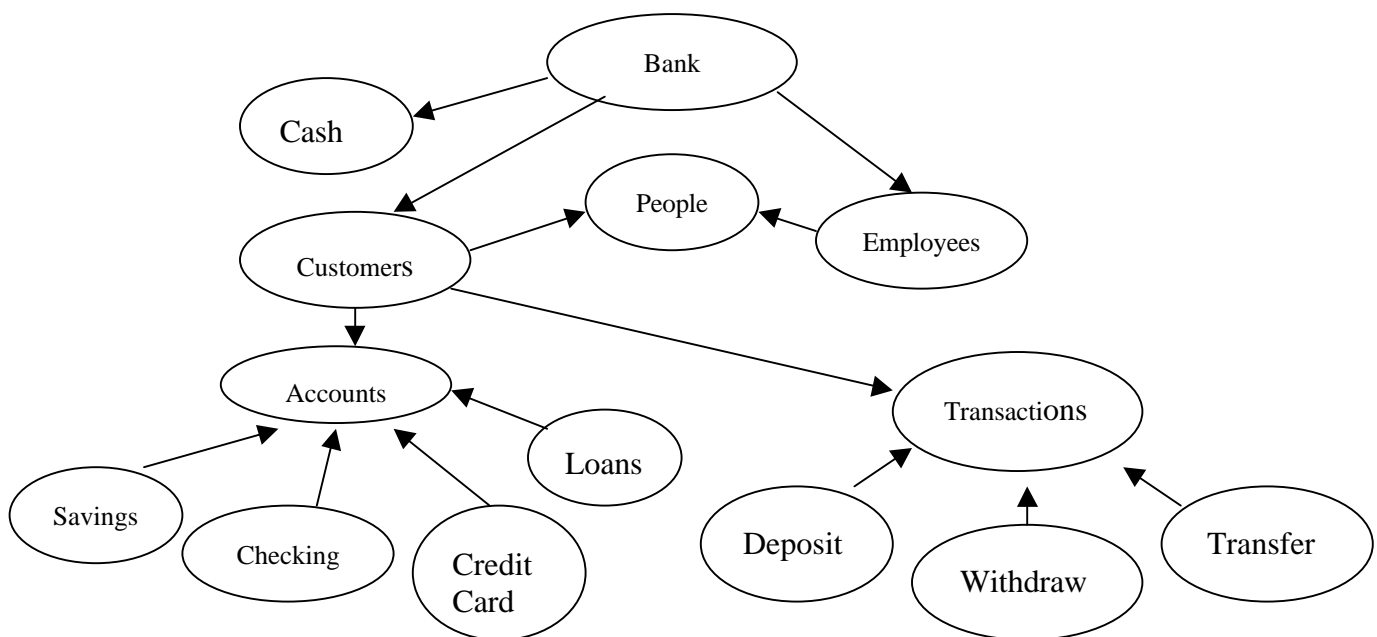 Bank
Cash
People
Employees
Customers
Accounts
Transactions
Loans
Savings
Checking
Credit
Card
Deposit
Withdraw
Transfer